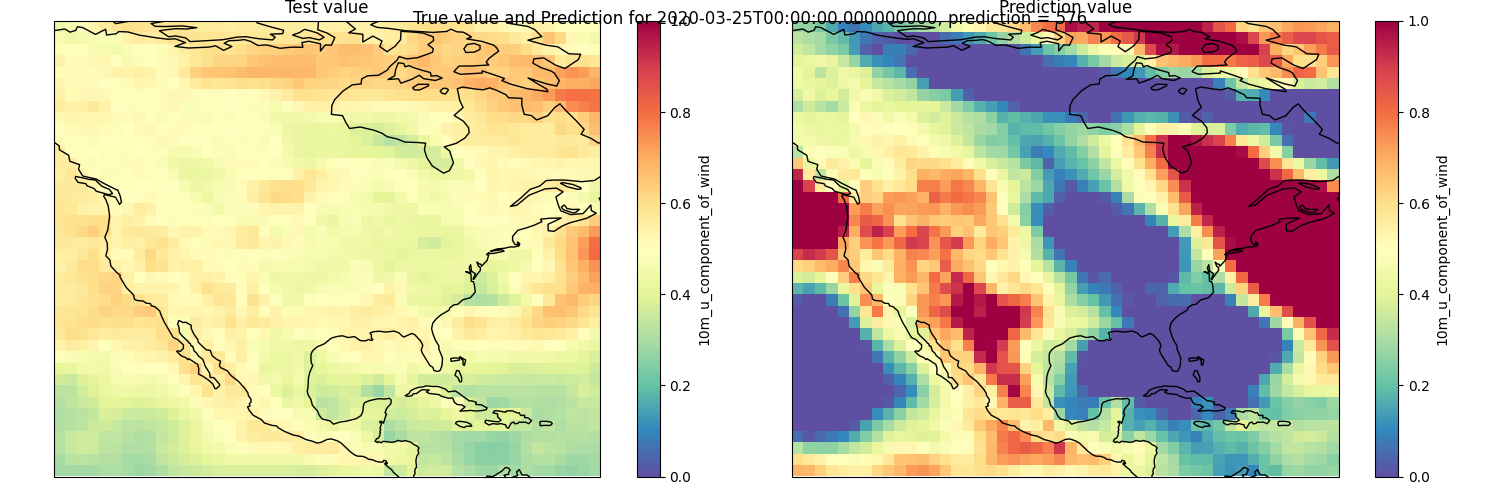 Test value
Prediction value
True value and Prediction for 2020-03-25T00:00:00.000000000, prediction = 576
1.0
0.8
0.6
0.4
0.2
0.0
10m_u_component_of_wind
1.0
0.8
0.6
0.4
0.2
0.0
10m_u_component_of_wind